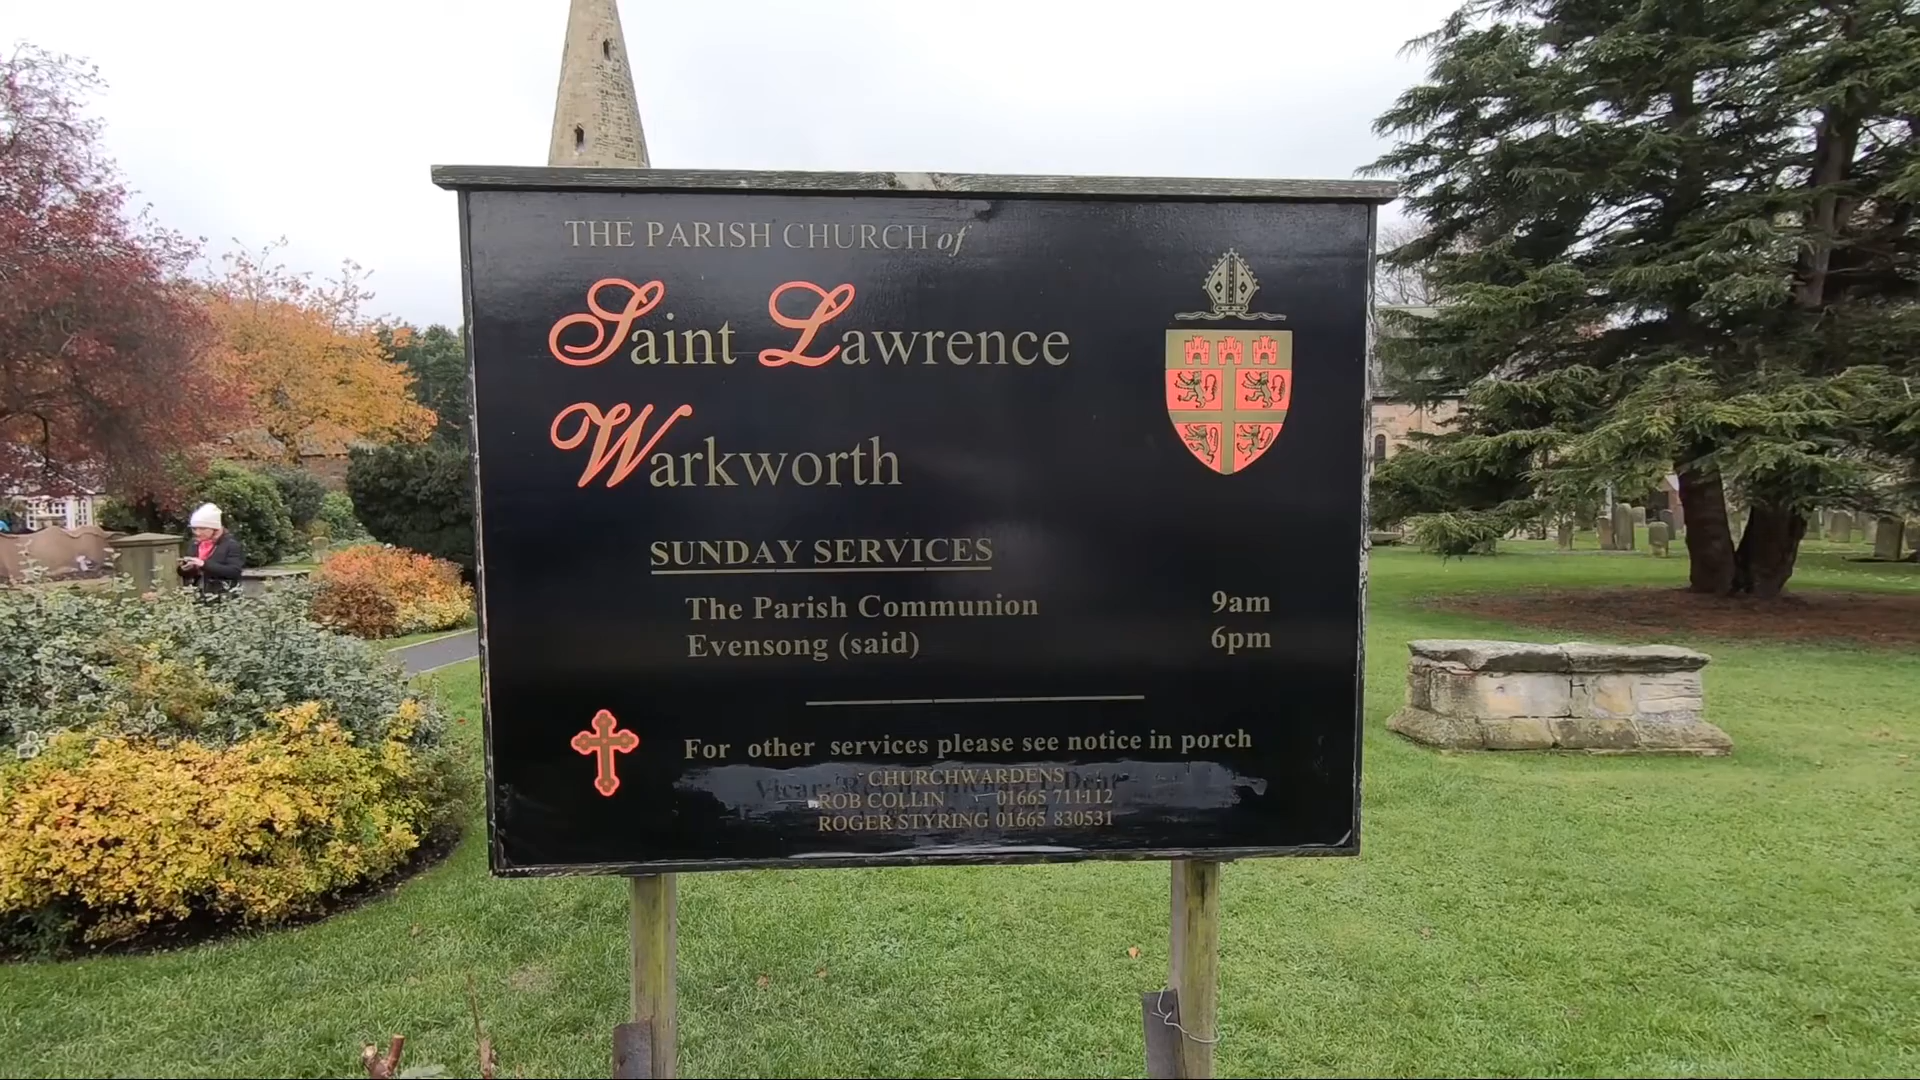 THE PARISH CHURCH of
Saint Lawrence
Warkworth
SUNDAY SERVICES
The Parish Communion 9am
Evensong (said) 6pm
For other services please see notice in porch
CHURCHWARDENS
ROB COLLIN 01665 711112
ROGER STYRING 01665 830531